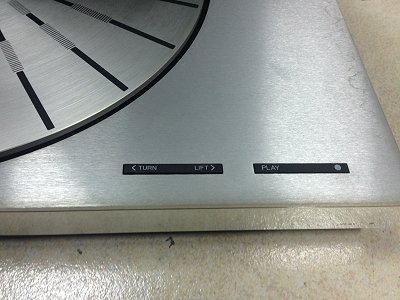 < TURN LIFT > PLAY